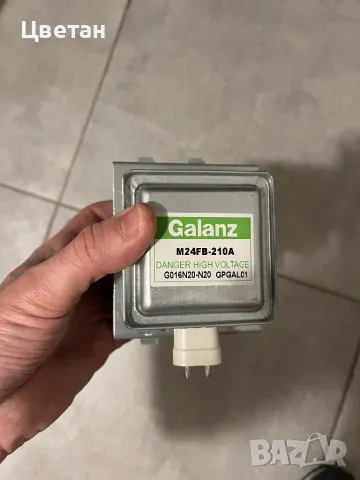 Цветан
Galanz
M24FB-210A
DANGER HIGH VOLTAGE
G016N20-N20 GPGAL01
bazar